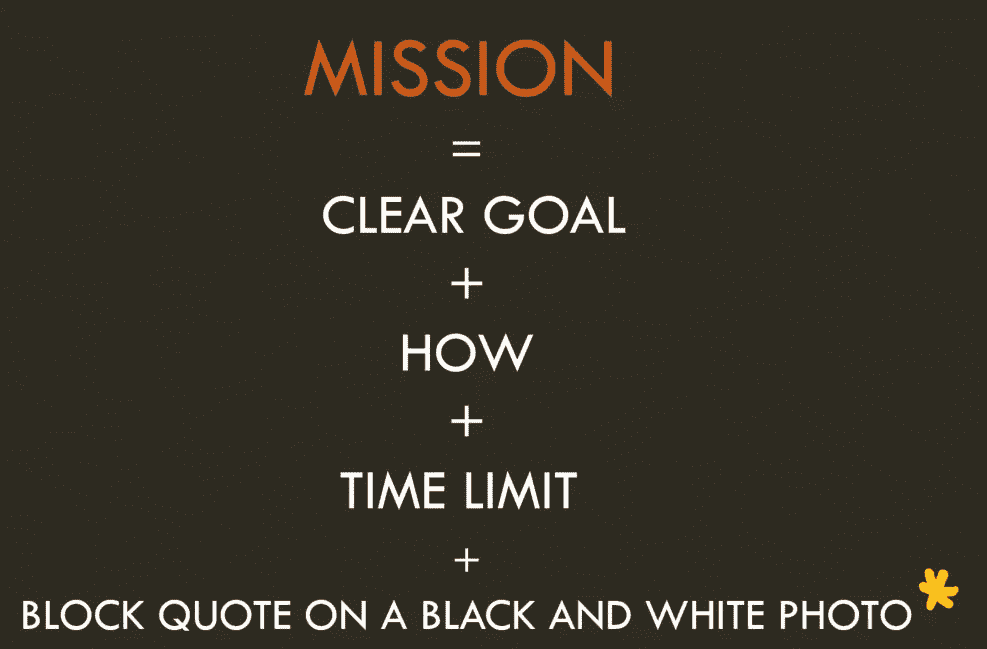 MISSION
=
CLEAR GOAL
+
HOW
+
TIME LIMIT
+
BLOCK QUOTE ON A BLACK AND WHITE PHOTO*